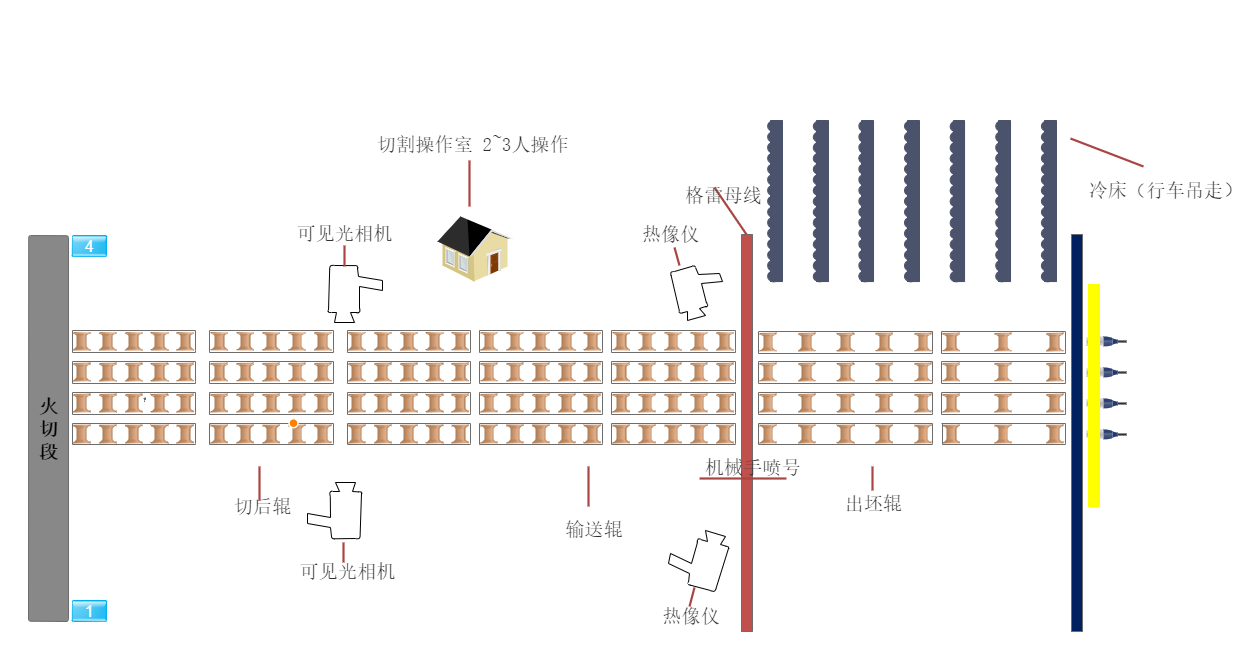 切割操作室 2~3人操作
格雷母线
冷床（行车吊走）
可见光相机
热像仪
4
火切段
机械手喷号
切后辊
出坯辊
输送辊
可见光相机
1
热像仪